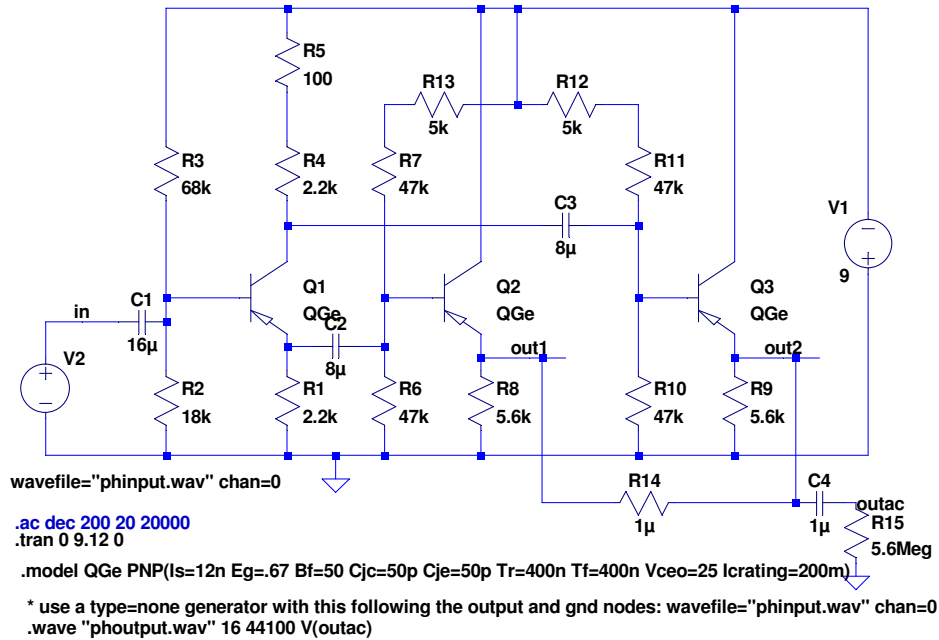 R5
100
R13
5k
R12
5k
R3
68k
R4
2.2k
R7
47k
R11
47k
C3
8µ
V1
9
in
C1
16µ
Q1
QGe
C2
8µ
Q2
QGe
Q3
QGe
out1
out2
V2
R2
18k
R1
2.2k
R6
47k
R8
5.6k
R10
47k
R9
5.6k
wavefile="phinput.wav" chan=0
R14
1µ
C4
1µ
outac
R15
5.6Meg
.ac dec 200 20 20000
.tran 0 9.12 0
.model QGe PNP(Is=12n Eg=.67 Bf=50 Cjc=50p Cje=50p Tr=400n Tf=400n Vceo=25 Icrating=200m)
* use a type=none generator with this following the output and gnd nodes: wavefile="phinput.wav" chan=0
.wave "phoutput.wav" 16 44100 V(outac)